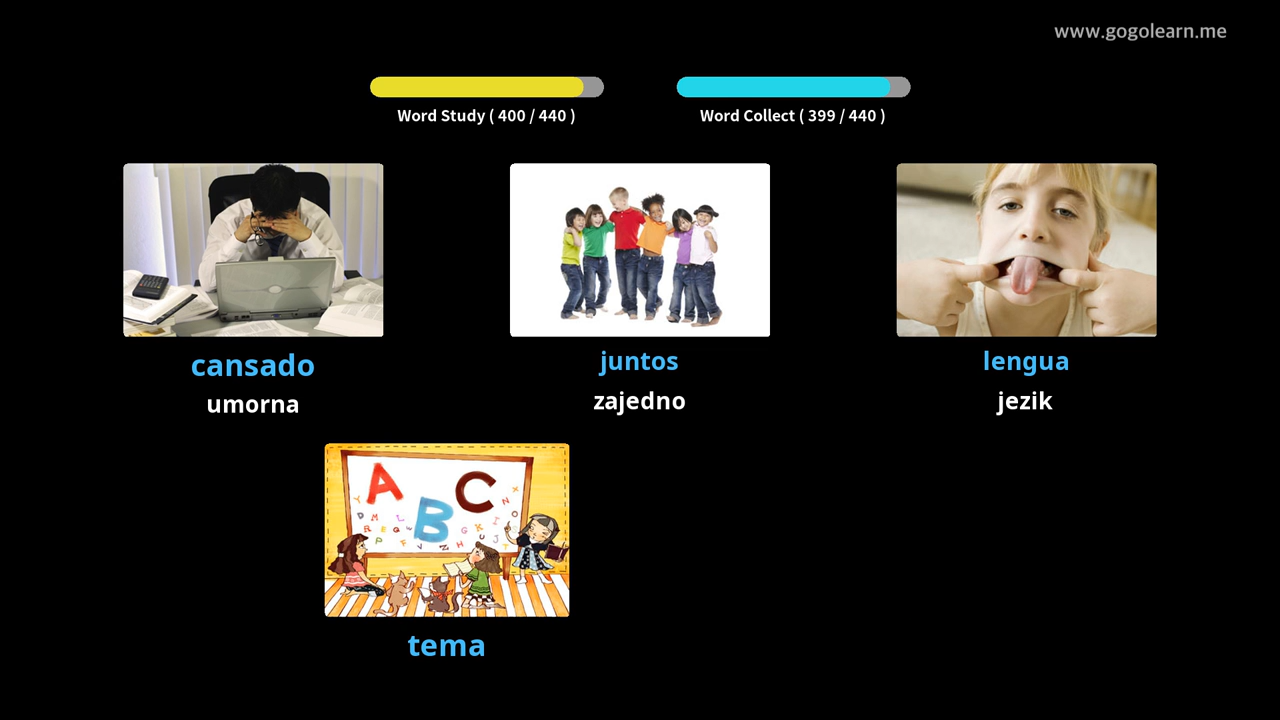 www.gogolearn.me
Word Study ( 400 / 440 )
Word Collect ( 399 / 440 )
cansado
umorna
juntos
zajedno
lengua
jezik
A B C
tema